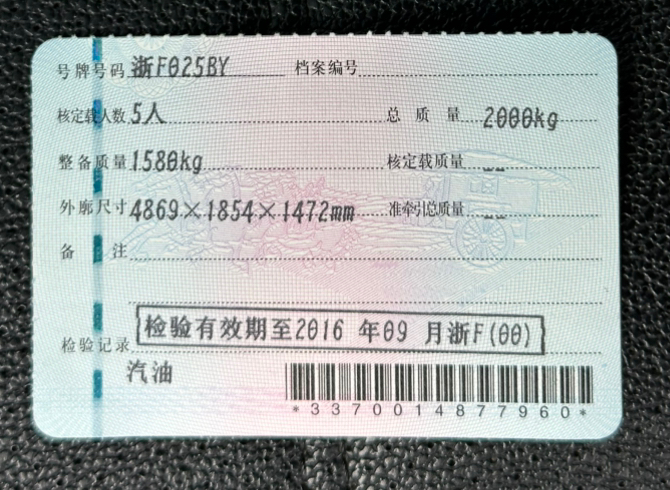 号牌号码 浙F025BY 档案编号
核定载人数 5人 总质量 2000kg
整备质量 1580kg 核定载质量 --
外廓尺寸 4869×1854×1472mm 准牵引总质量 --
备注
检验记录 检验有效期至2016 年09 月浙F(00)
汽油
*3370014877960*